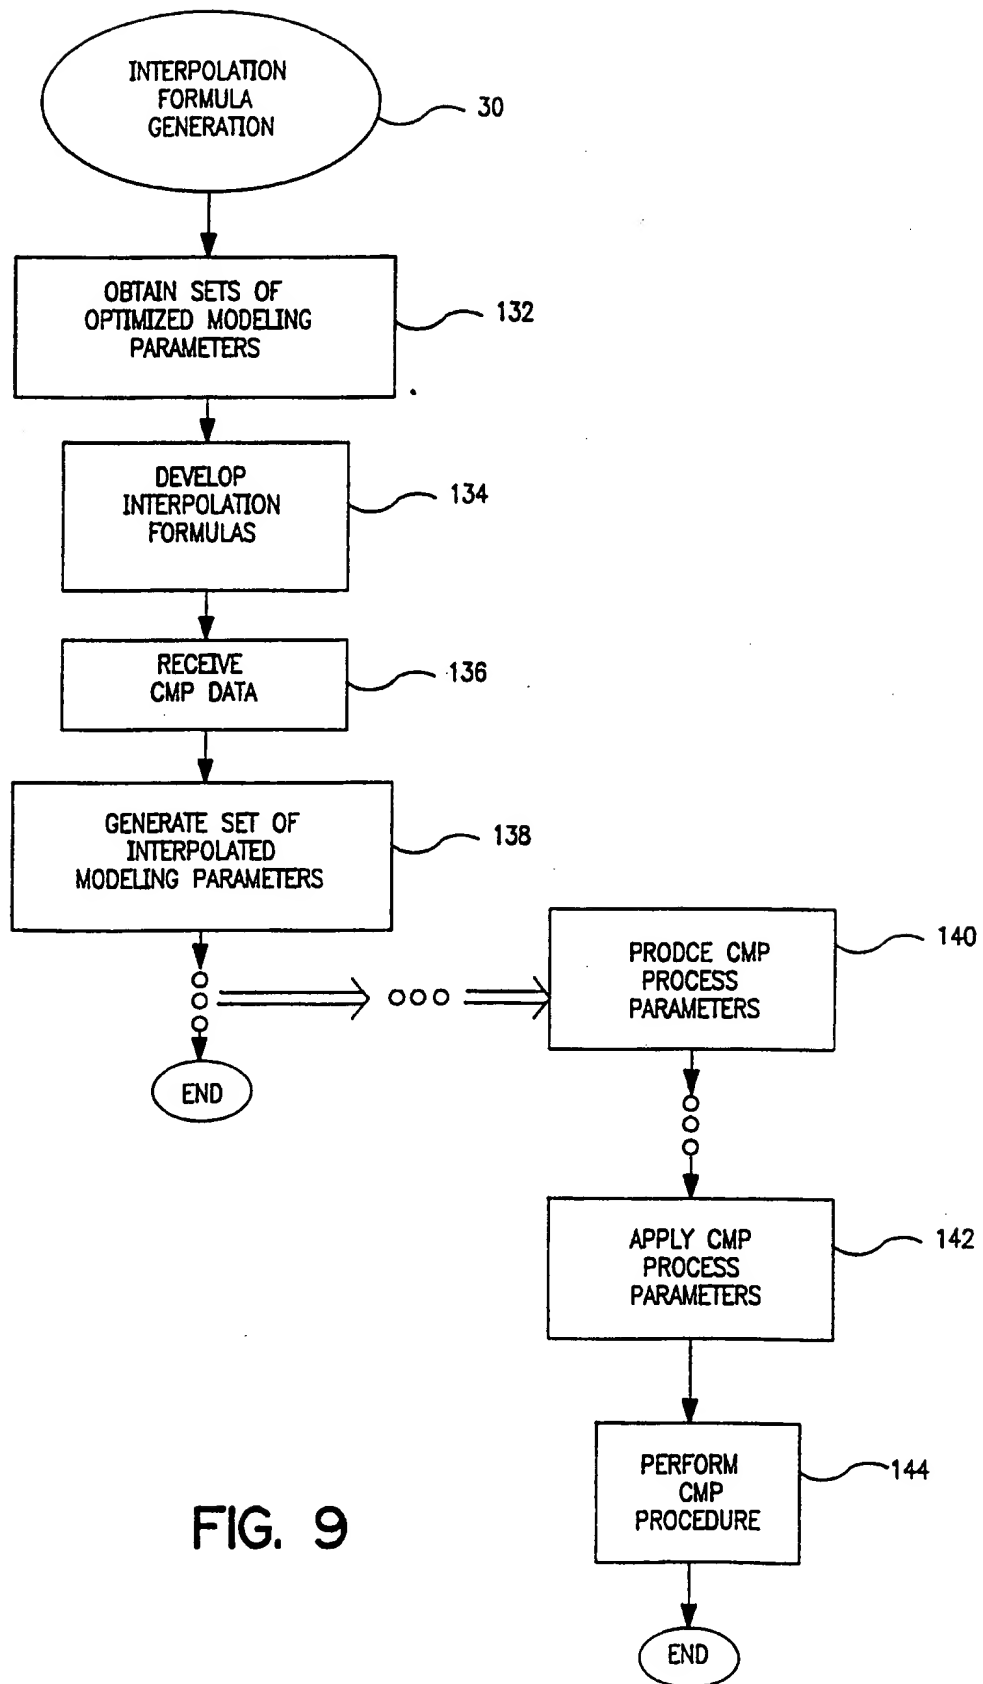 INTERPOLATION
FORMULA
GENERATION
30
OBTAIN SETS OF
OPTIMIZED MODELING
PARAMETERS
132
DEVELOP
INTERPOLATION
FORMULAS
134
RECEIVE
CMP DATA
136
GENERATE SET OF
INTERPOLATED
MODELING PARAMETERS
138
END
PRODCE CMP
PROCESS
PARAMETERS
140
APPLY CMP
PROCESS
PARAMETERS
142
PERFORM
CMP
PROCEDURE
144
END
FIG. 9